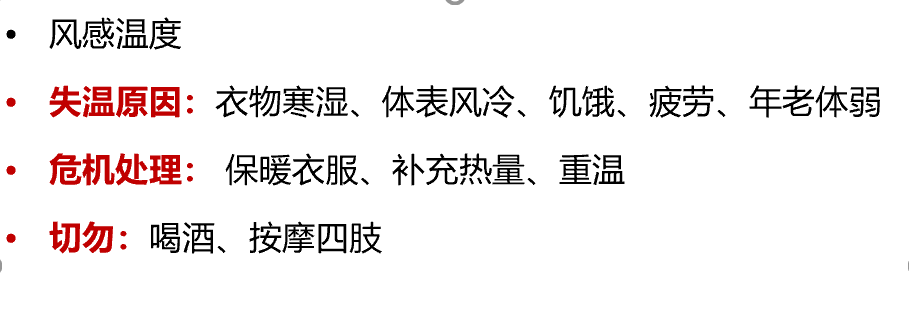 • 风感温度
• 失温原因：衣物寒湿、体表风冷、饥饿、疲劳、年老体弱
• 危机处理： 保暖衣服、补充热量、重温
• 切勿：喝酒、按摩四肢